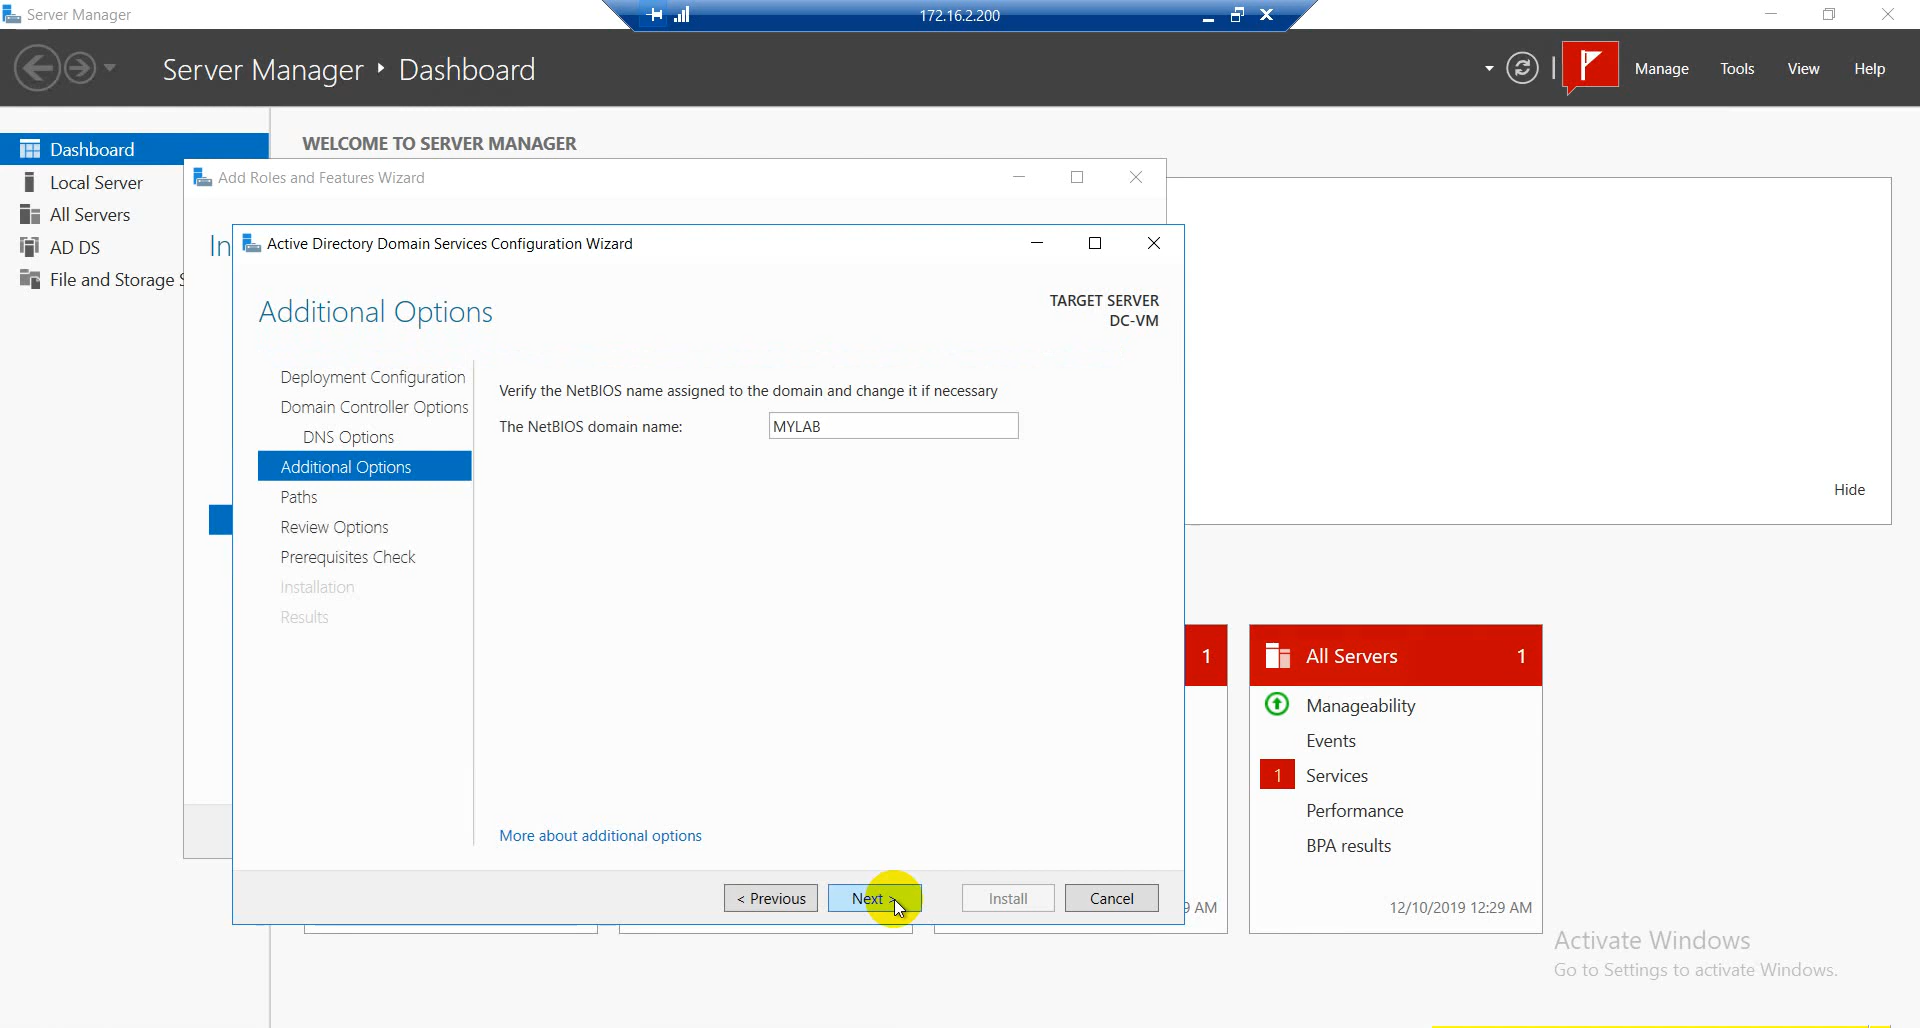 Server Manager
172.16.2.200
Server Manager ‣ Dashboard
Manage Tools View Help
Dashboard
Local Server
All Servers
AD DS
File and Storage S
WELCOME TO SERVER MANAGER
Add Roles and Features Wizard
In
Active Directory Domain Services Configuration Wizard
Additional Options
TARGET SERVER
DC-VM
Deployment Configuration
Domain Controller Options
DNS Options
Additional Options
Paths
Review Options
Prerequisites Check
Installation
Results
Verify the NetBIOS name assigned to the domain and change it if necessary
The NetBIOS domain name: MYLAB
More about additional options
< Previous Next > Install Cancel
Hide
1
9 AM
All Servers 1
Manageability
Events
1 Services
Performance
BPA results
12/10/2019 12:29 AM
Activate Windows
Go to Settings to activate Windows.